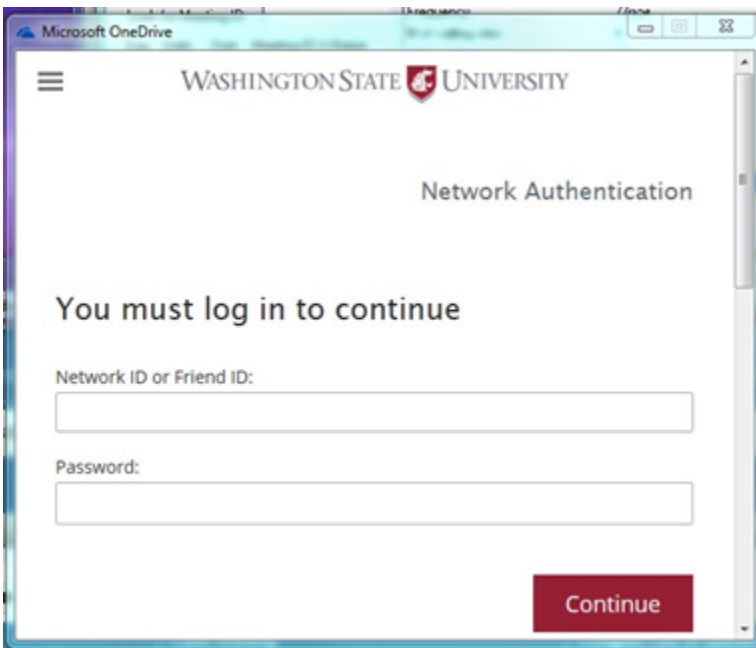 Microsoft OneDrive
WASHINGTON STATE UNIVERSITY
Network Authentication
You must log in to continue
Network ID or Friend ID:
Password:
Continue